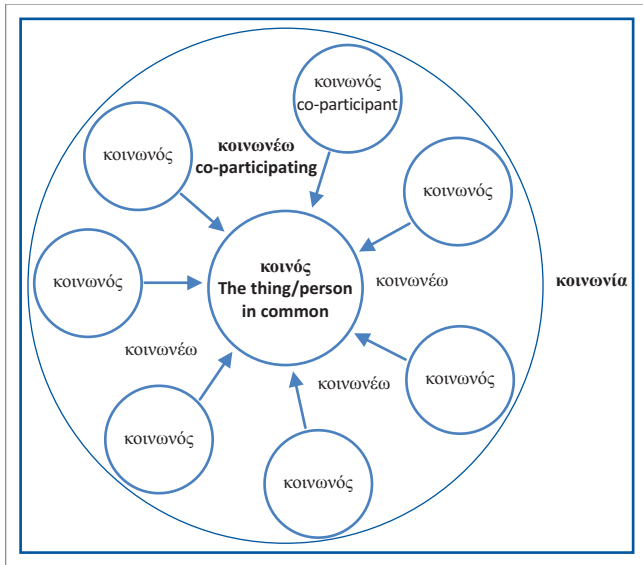 κοινωνός
co-participant
κοινωνέω
co-participating
κοινωνός
κοινωνός
κοινός
The thing/person
in common
κοινωνέω
κοινωνία
κοινωνός
κοινωνέω
κοινωνέω
κοινωνός
κοινωνός
κοινωνός